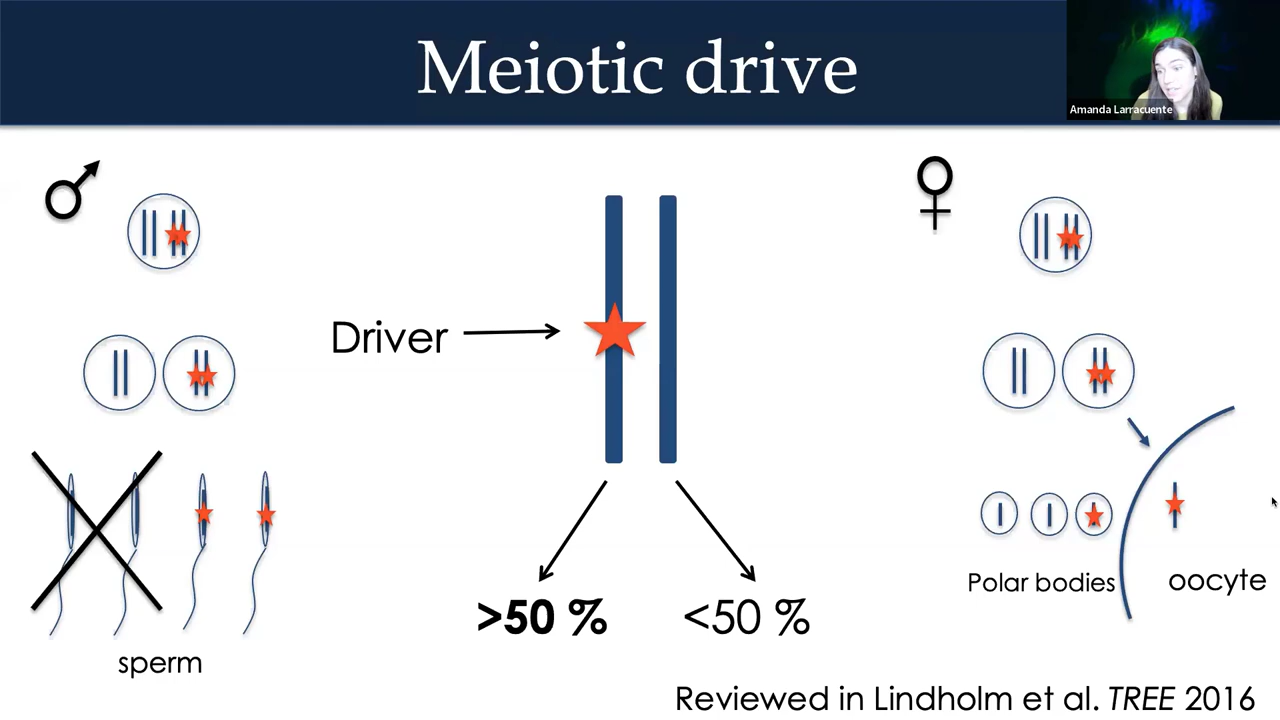 Meiotic drive
Amanda Larracuente
Driver
>50 %
<50 %
Polar bodies
oocyte
sperm
Reviewed in Lindholm et al. TREE 2016